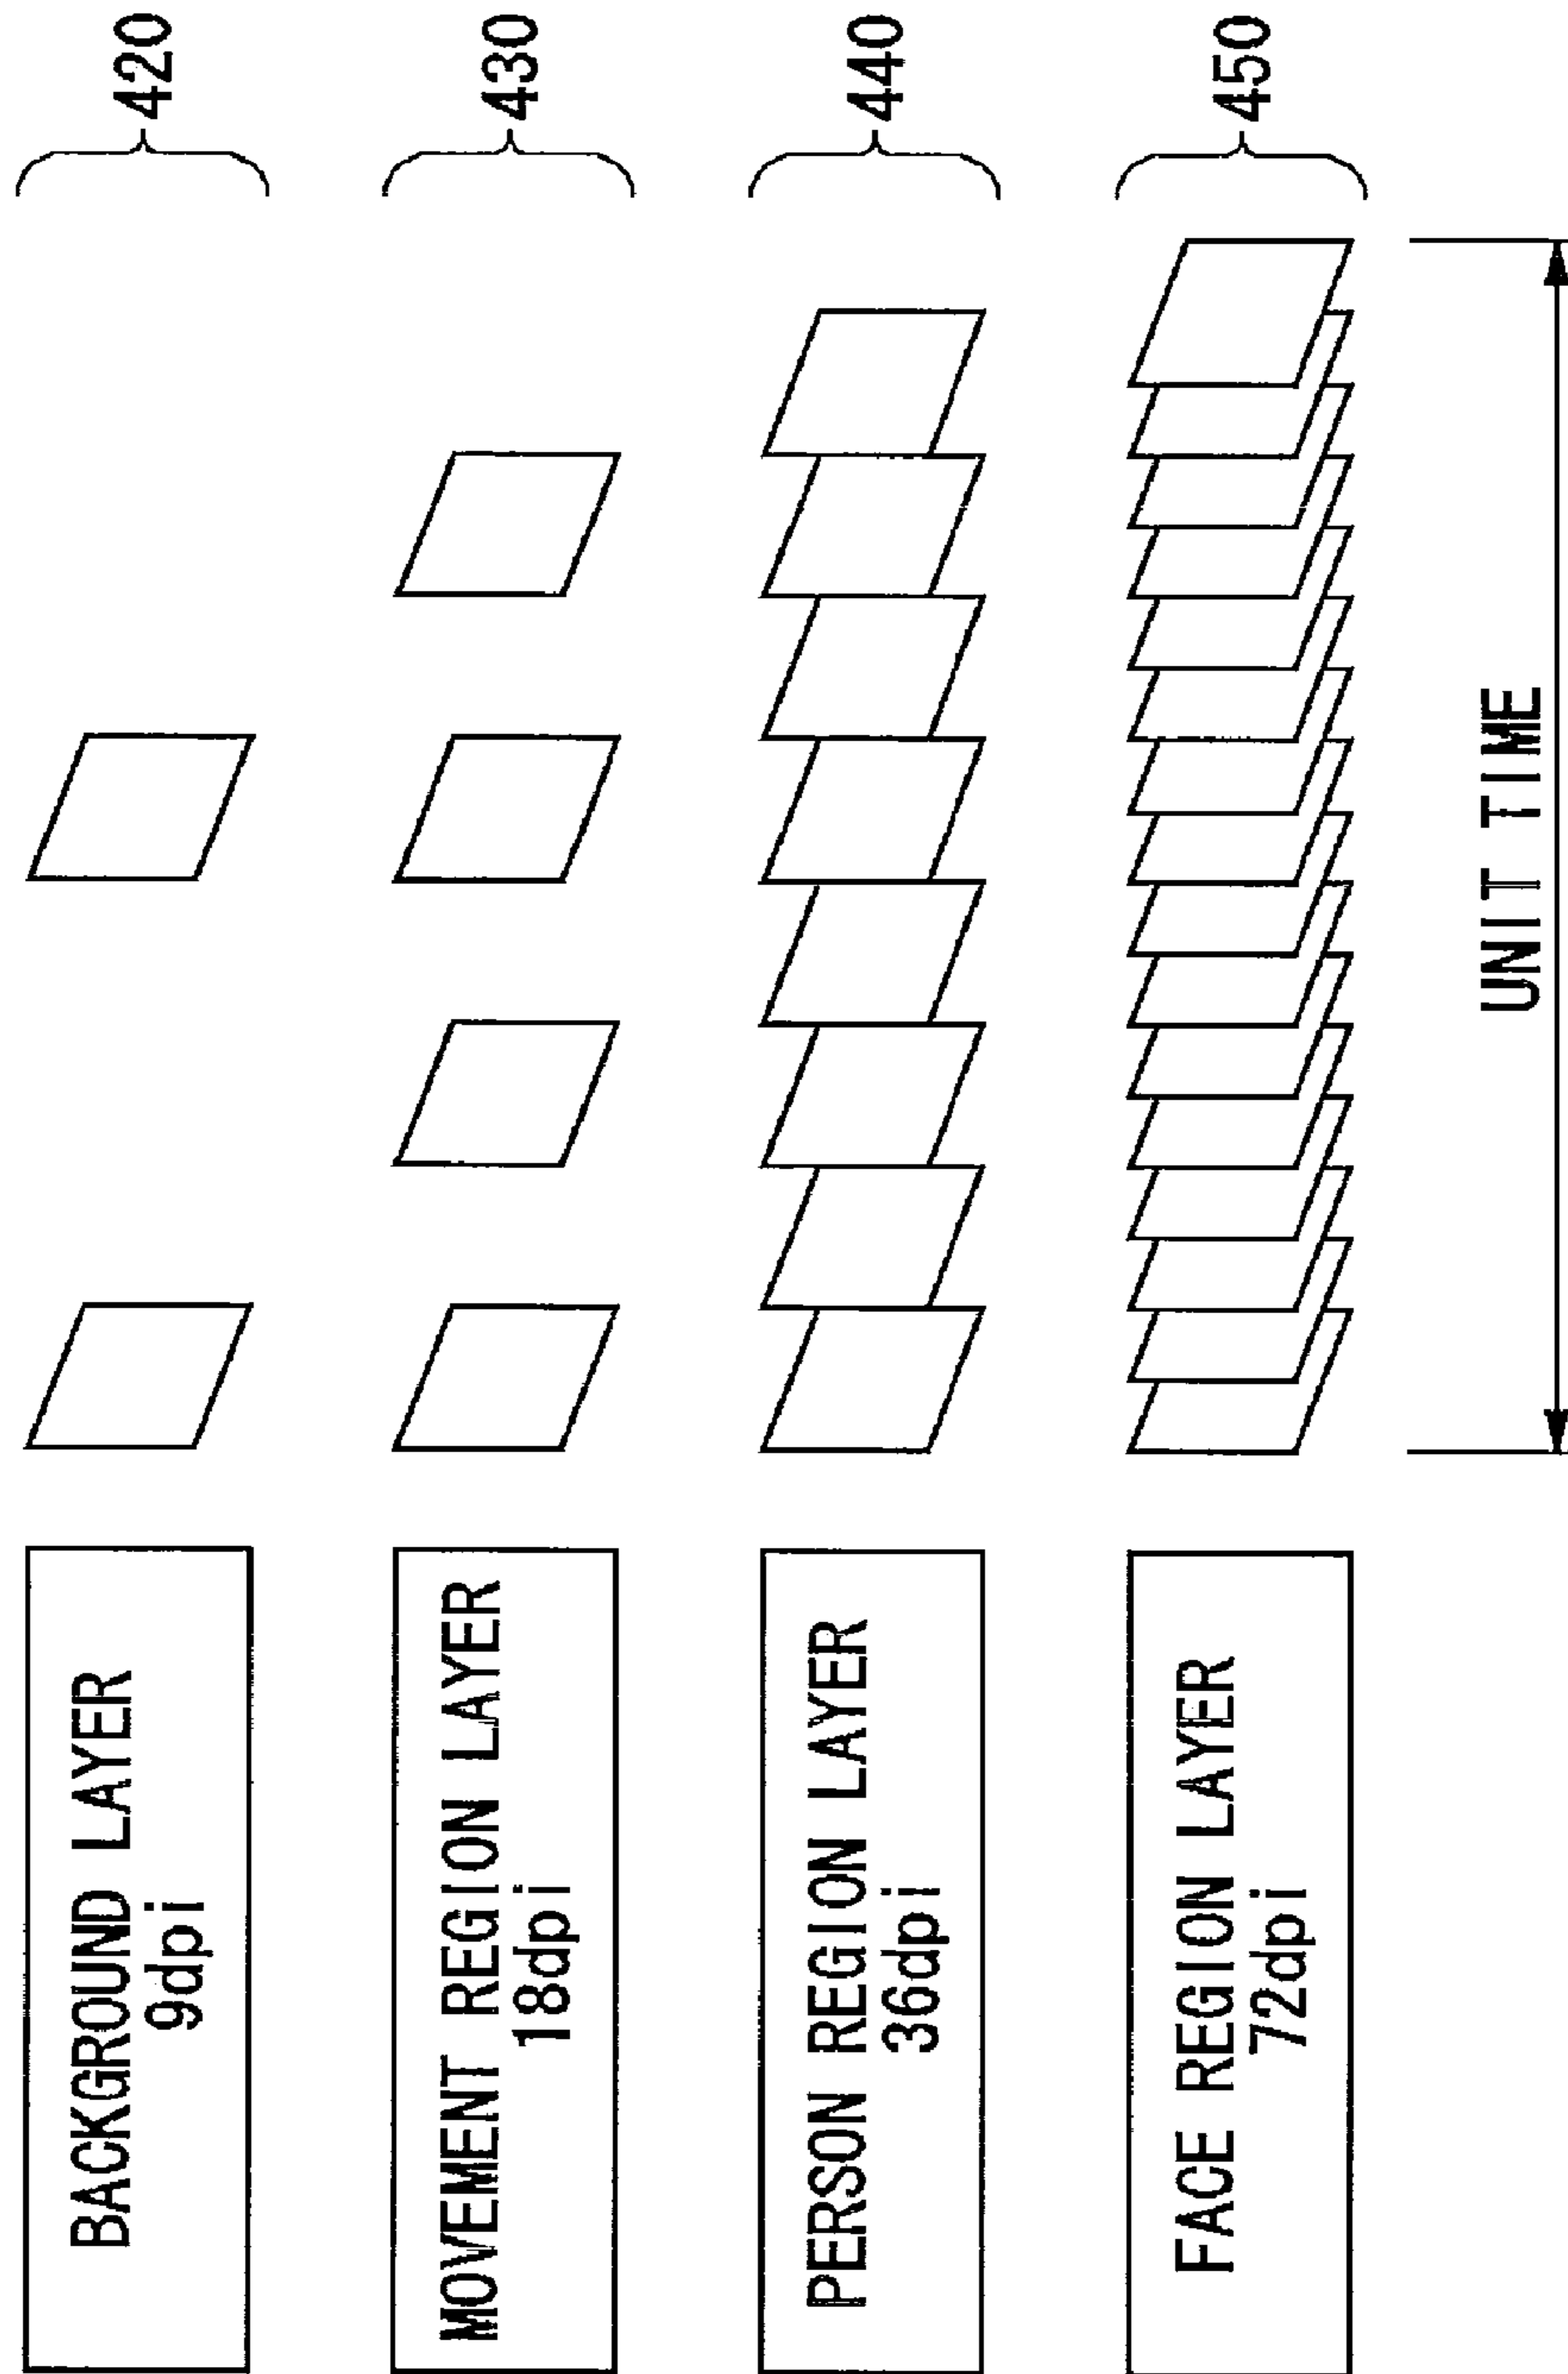 BACKGROUND LAYER
9dpi
420
MOVEMENT REGION LAYER
18dpi
430
PERSON REGION LAYER
36dpi
440
FACE REGION LAYER
72dpi
450
UNIT TIME